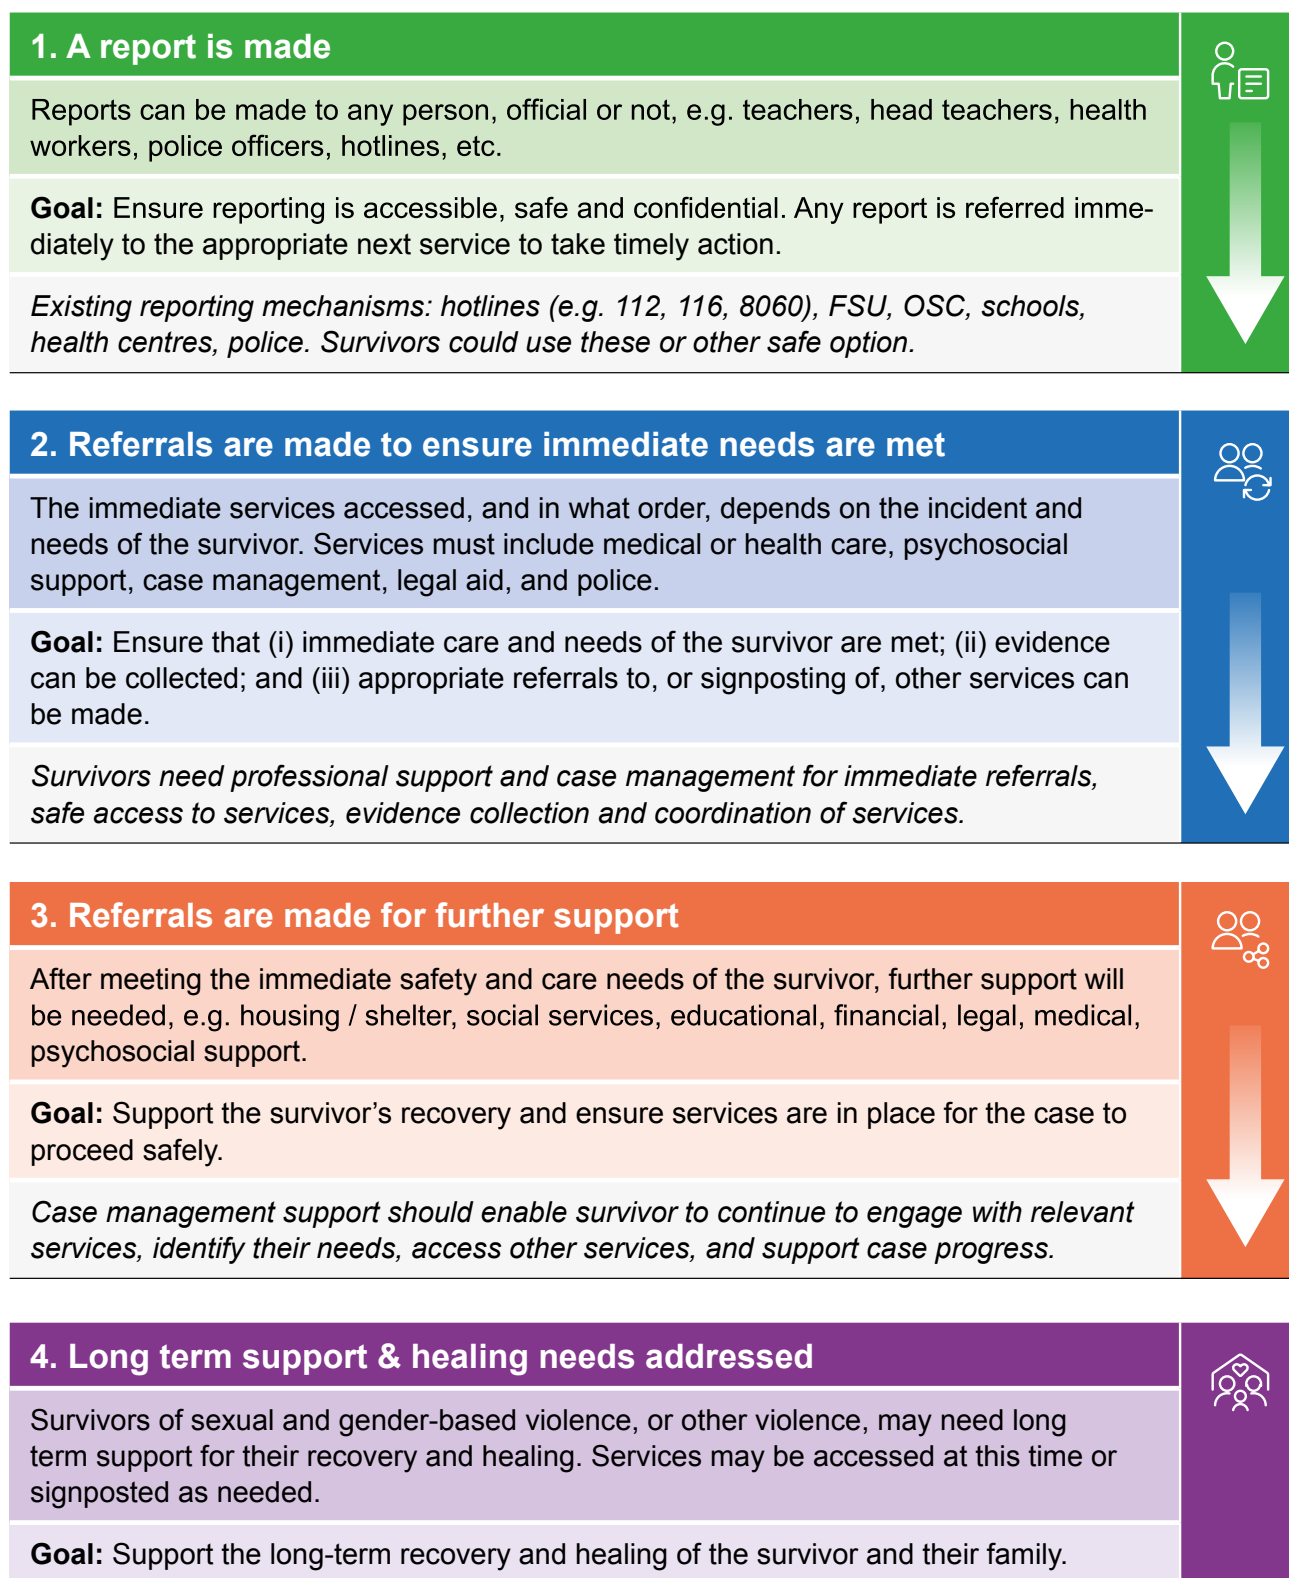 1. A report is made
Reports can be made to any person, official or not, e.g. teachers, head teachers, health
workers, police officers, hotlines, etc.
Goal: Ensure reporting is accessible, safe and confidential. Any report is referred imme-
diately to the appropriate next service to take timely action.
Existing reporting mechanisms: hotlines (e.g. 112, 116, 8060), FSU, OSC, schools,
health centres, police. Survivors could use these or other safe option.
2. Referrals are made to ensure immediate needs are met
The immediate services accessed, and in what order, depends on the incident and
needs of the survivor. Services must include medical or health care, psychosocial
support, case management, legal aid, and police.
Goal: Ensure that (i) immediate care and needs of the survivor are met; (ii) evidence
can be collected; and (iii) appropriate referrals to, or signposting of, other services can
be made.
Survivors need professional support and case management for immediate referrals,
safe access to services, evidence collection and coordination of services.
3. Referrals are made for further support
After meeting the immediate safety and care needs of the survivor, further support will
be needed, e.g. housing / shelter, social services, educational, financial, legal, medical,
psychosocial support.
Goal: Support the survivor’s recovery and ensure services are in place for the case to
proceed safely.
Case management support should enable survivor to continue to engage with relevant
services, identify their needs, access other services, and support case progress.
4. Long term support & healing needs addressed
Survivors of sexual and gender-based violence, or other violence, may need long
term support for their recovery and healing. Services may be accessed at this time or
signposted as needed.
Goal: Support the long-term recovery and healing of the survivor and their family.